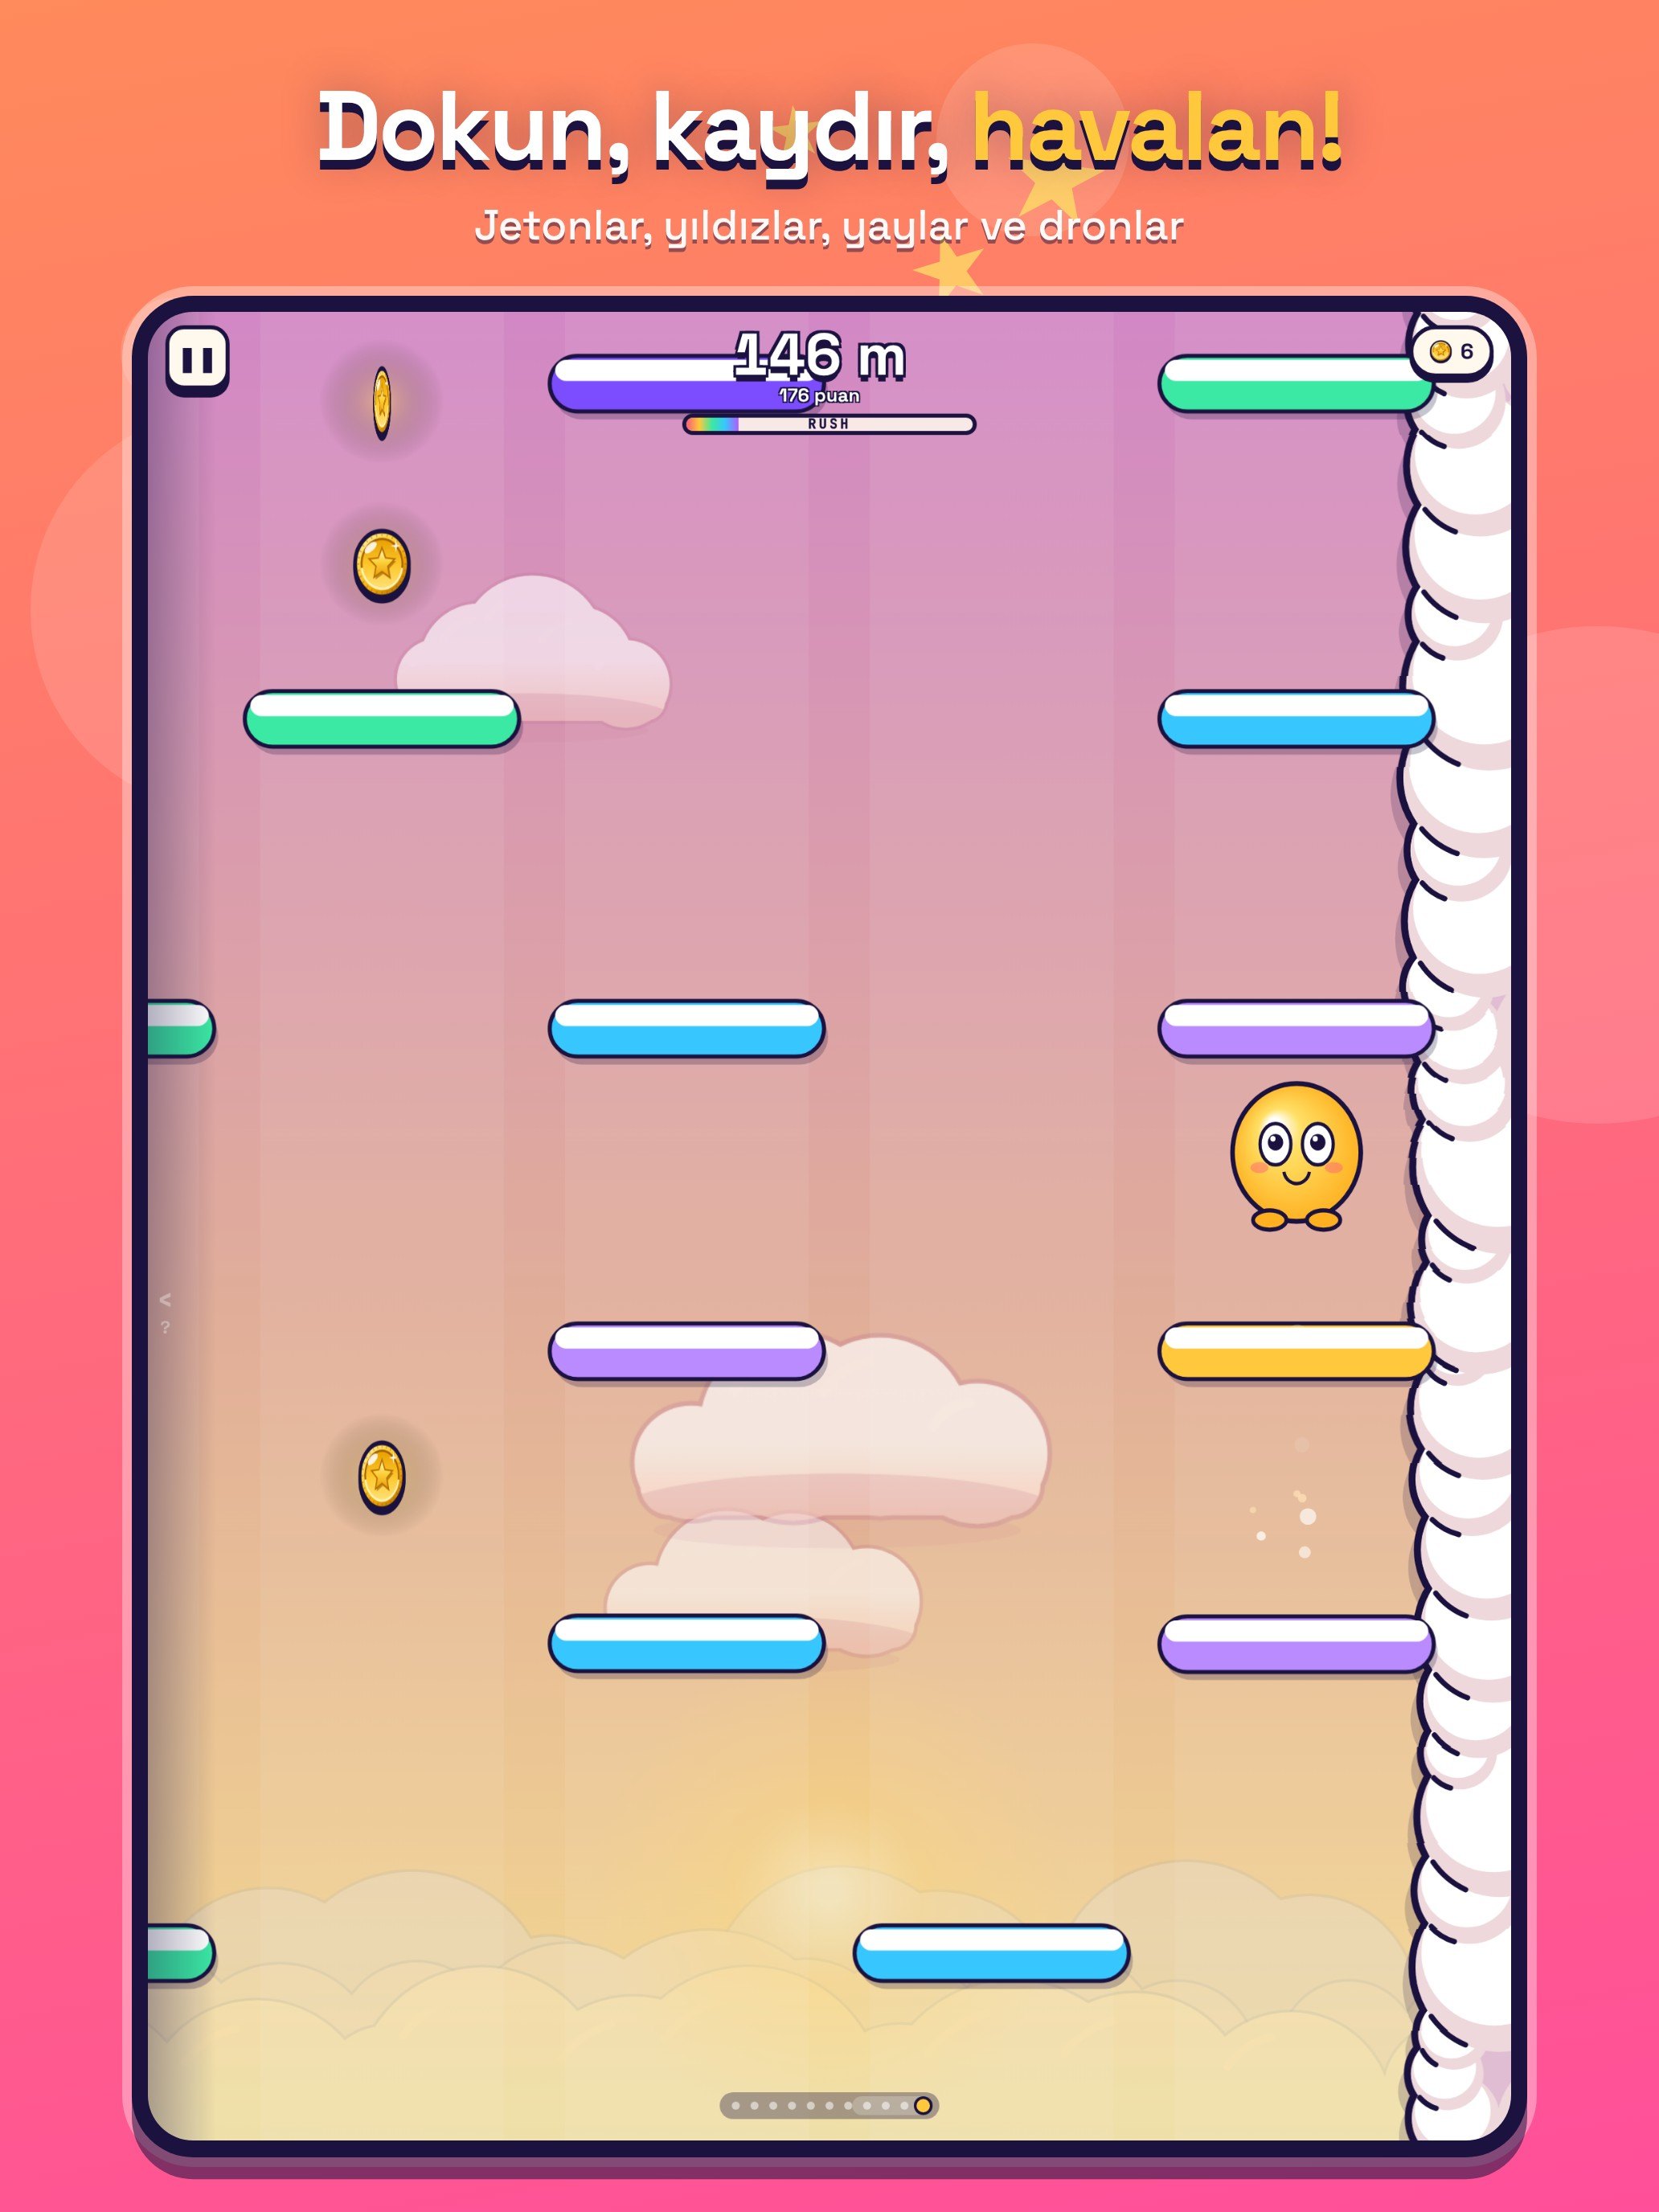 Dokun, kaydır, havalan!
Jetonlar, yıldızlar, yaylar ve dronlar
146 m
6
176 puan
RUSH
<
?